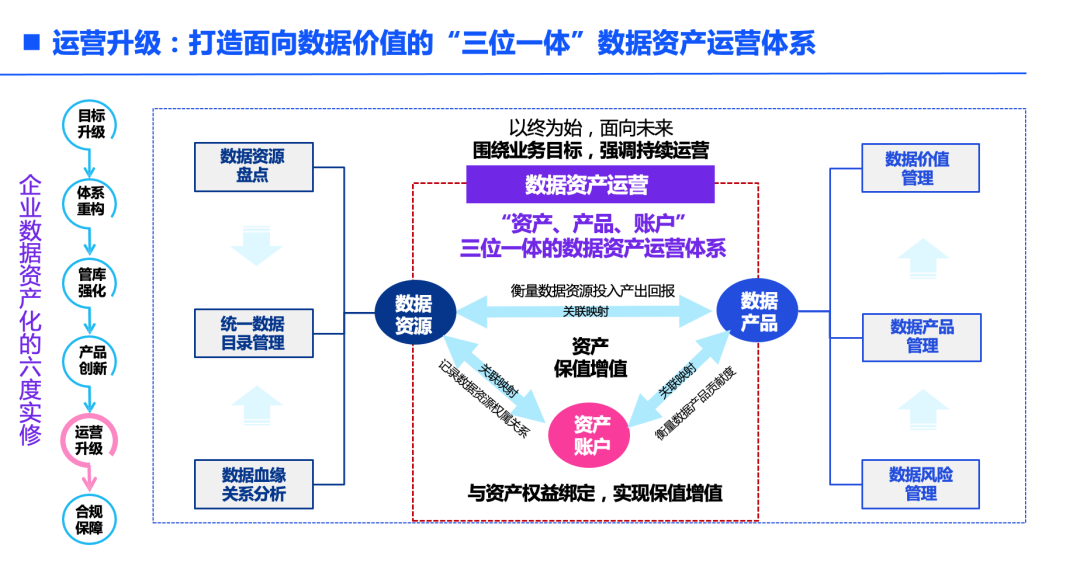 运营升级：打造面向数据价值的“三位一体”数据资产运营体系
企业数据资产化的六度实修
目标
升级
体系
重构
管库
强化
产品
创新
运营
升级
合规
保障
数据资源
盘点
统一数据
目录管理
数据血缘
关系分析
以终为始，面向未来
围绕业务目标，强调持续运营
数据资产运营
“资产、产品、账户”
三位一体的数据资产运营体系
数据
资源
衡量数据资源投入产出回报
关联映射
数据
产品
资产
保值增值
关联映射
记录数据资源权属关系
关联映射
衡量数据产品贡献度
资产
账户
与资产权益绑定，实现保值增值
数据价值
管理
数据产品
管理
数据风险
管理